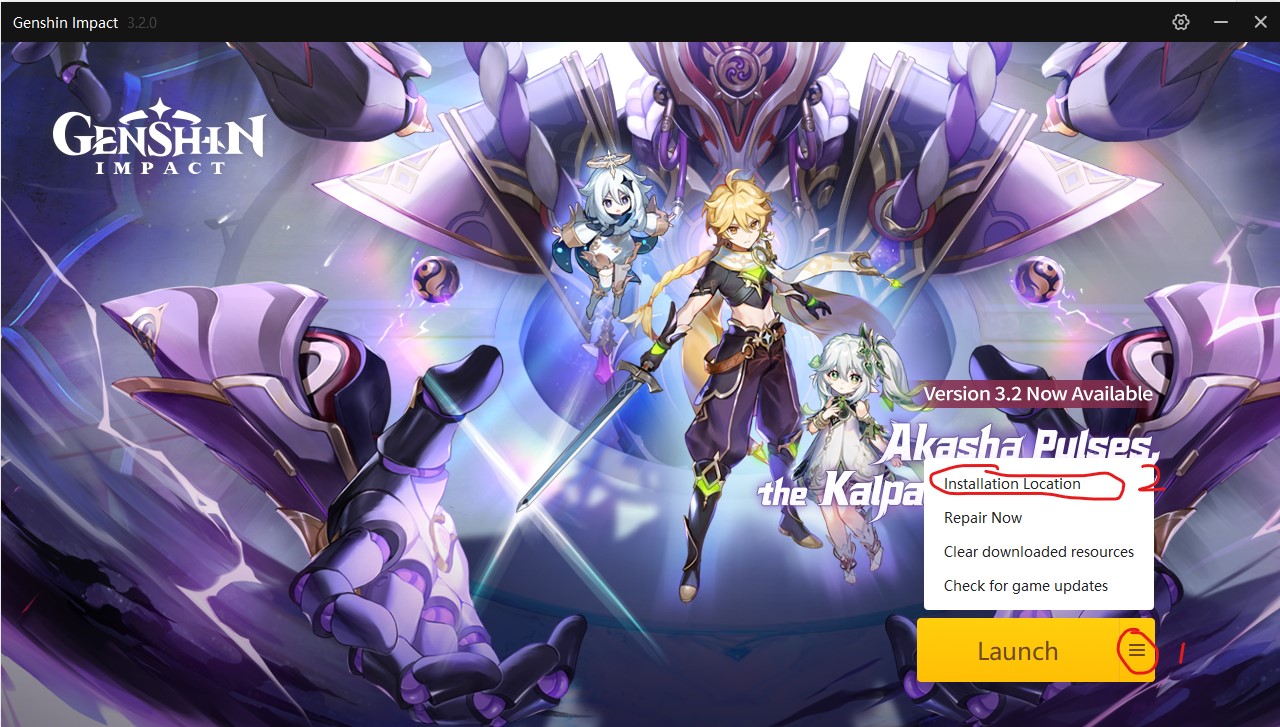 Genshin Impact 3.2.0
GENSHIN
IMPACT
Version 3.2 Now Available
Akasha Pulses,
the Kalpa
Installation Location 2
Repair Now
Clear downloaded resources
Check for game updates
Launch 1